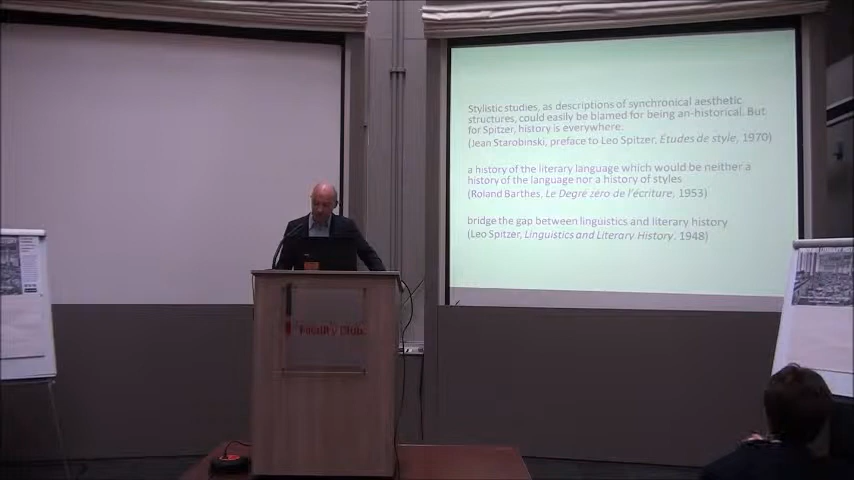 Stylistic studies, as descriptions of synchronical aesthetic
structures, could easily be blamed for being an-historical. But
for Spitzer, history is everywhere.
(Jean Starobinski, preface to Leo Spitzer, Études de style, 1970)
a history of the literary language which would be neither a
history of the language nor a history of styles
(Roland Barthes, Le Degré zéro de l'écriture, 1953)
bridge the gap between linguistics and literary history
(Leo Spitzer, Linguistics and Literary History, 1948)
Faculty Club